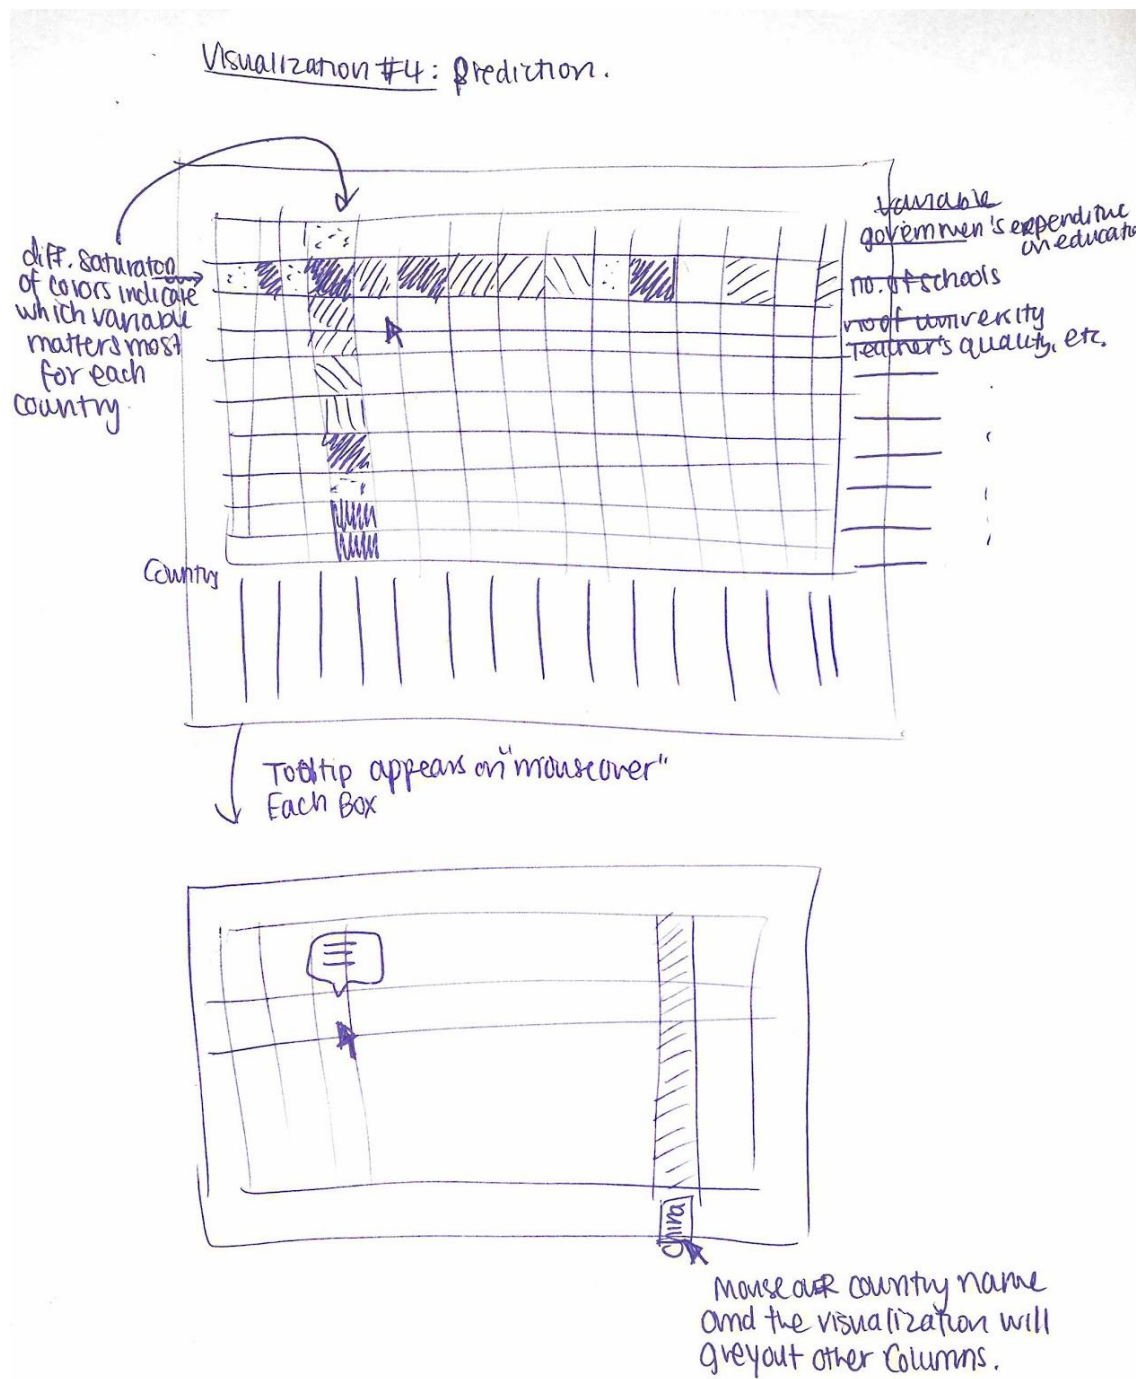 Visualization #4: Prediction.
variable
governmen's expenditure
on educatio
no. of schools
no of university
Teacher's quality, etc.
diff. saturation
of colors indicate
which variable
matters most
for each
country.
Country
Tooltip appears on "mouseover"
Each Box
China
Mouse over country name
and the visualization will
greyout other columns.